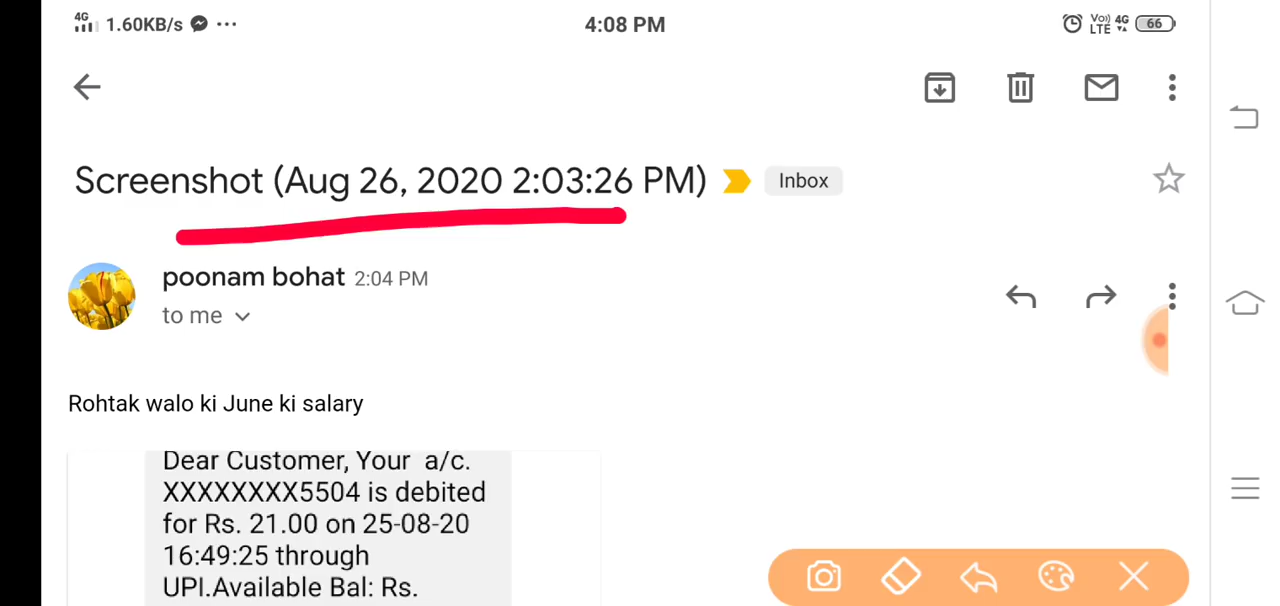 4G 1.60KB/s ... 4:08 PM Vo) LTE 4G 66
Screenshot (Aug 26, 2020 2:03:26 PM) Inbox
poonam bohat 2:04 PM
to me
Rohtak walo ki June ki salary
Dear Customer, Your a/c.
XXXXXXXX5504 is debited
for Rs. 21.00 on 25-08-20
16:49:25 through
UPI.Available Bal: Rs.